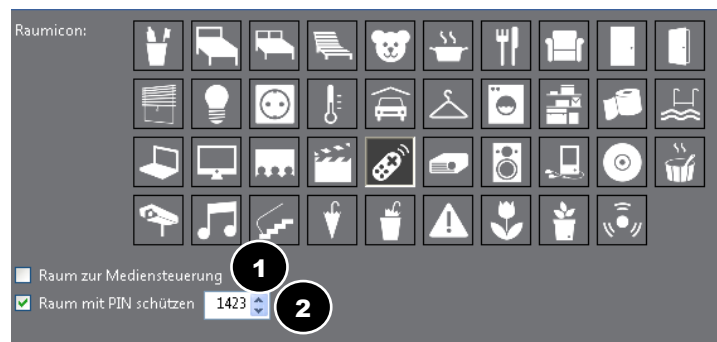 Raumicon:
Raum zur Mediensteuerung
1
Raum mit PIN schützen 1423
2